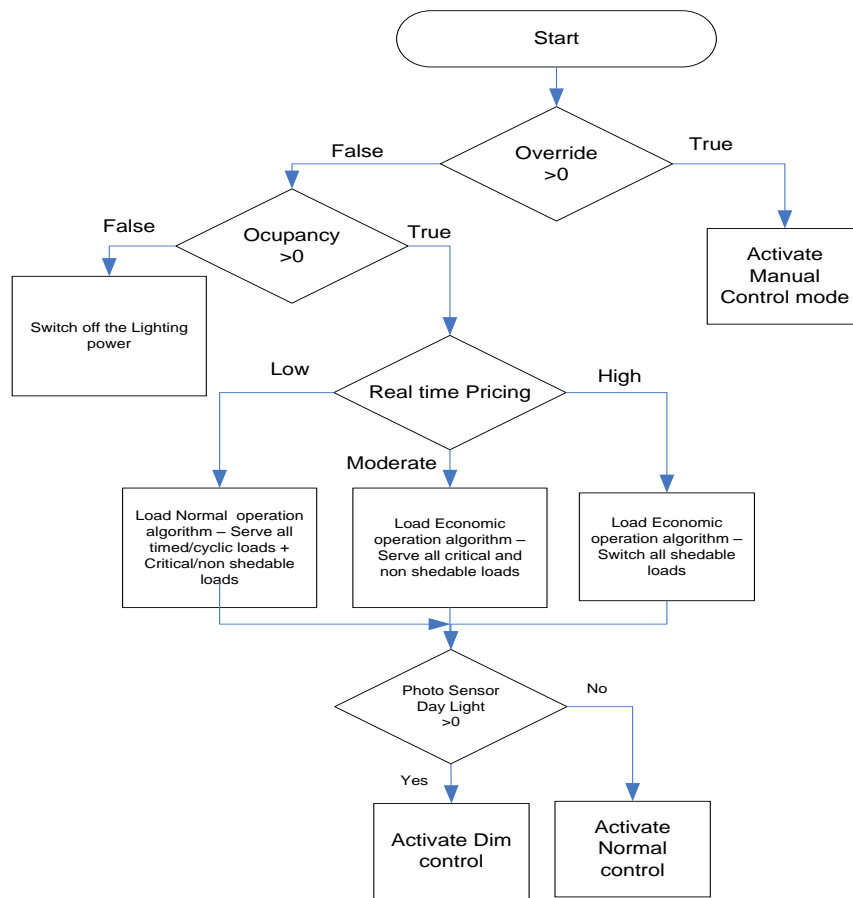 Start
Override
>0
False
True
Ocupancy
>0
False
True
Activate
Manual
Control mode
Switch off the Lighting
power
Real time Pricing
Low
High
Moderate
Load Normal operation
algorithm – Serve all
timed/cyclic loads +
Critical/non shedable
loads
Load Economic
operation algorithm –
Serve all critical and
non shedable loads
Load Economic
operation algorithm –
Switch all shedable
loads
Photo Sensor
Day Light
>0
No
Yes
Activate Dim
control
Activate
Normal
control